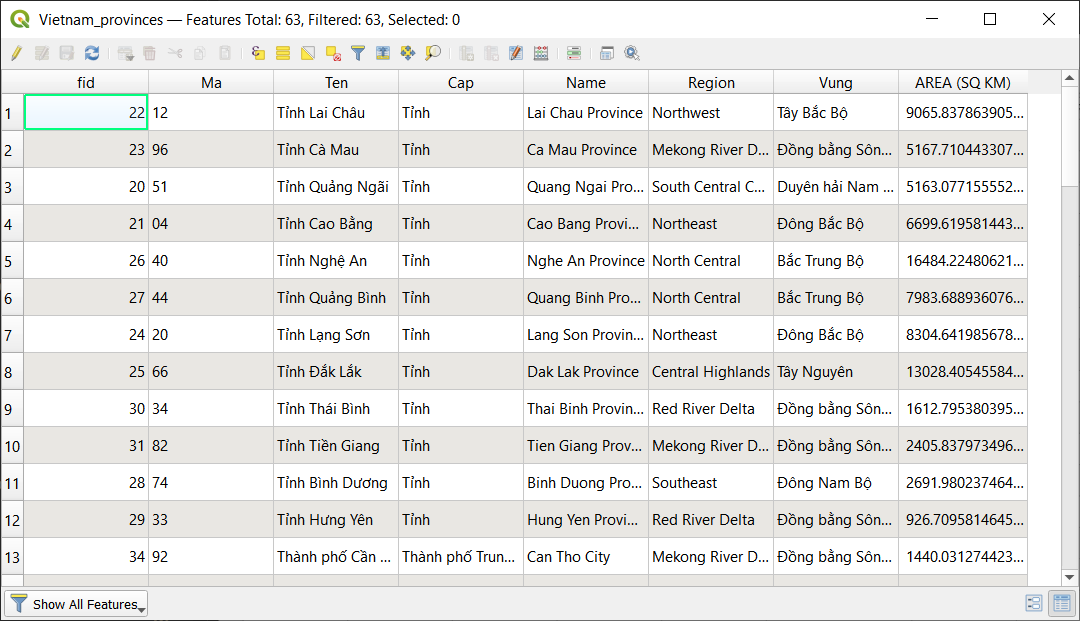 Vietnam_provinces — Features Total: 63, Filtered: 63, Selected: 0
fid Ma Ten Cap Name Region Vung AREA (SQ KM)
1 22 12 Tỉnh Lai Châu Tỉnh Lai Chau Province Northwest Tây Bắc Bộ 9065.837863905...
2 23 96 Tỉnh Cà Mau Tỉnh Ca Mau Province Mekong River D... Đồng bằng Sôn... 5167.710443307...
3 20 51 Tỉnh Quảng Ngãi Tỉnh Quang Ngai Pro... South Central C... Duyên hải Nam ... 5163.077155552...
4 21 04 Tỉnh Cao Bằng Tỉnh Cao Bang Provi... Northeast Đông Bắc Bộ 6699.619581443...
5 26 40 Tỉnh Nghệ An Tỉnh Nghe An Province North Central Bắc Trung Bộ 16484.22480621...
6 27 44 Tỉnh Quảng Bình Tỉnh Quang Binh Pro... North Central Bắc Trung Bộ 7983.688936076...
7 24 20 Tỉnh Lạng Sơn Tỉnh Lang Son Provin... Northeast Đông Bắc Bộ 8304.641985678...
8 25 66 Tỉnh Đắk Lắk Tỉnh Dak Lak Province Central Highlands Tây Nguyên 13028.40545584...
9 30 34 Tỉnh Thái Bình Tỉnh Thai Binh Provin... Red River Delta Đồng bằng Sôn... 1612.795380395...
10 31 82 Tỉnh Tiền Giang Tỉnh Tien Giang Prov... Mekong River D... Đồng bằng Sôn... 2405.837973496...
11 28 74 Tỉnh Bình Dương Tỉnh Binh Duong Pro... Southeast Đông Nam Bộ 2691.980237464...
12 29 33 Tỉnh Hưng Yên Tỉnh Hung Yen Provi... Red River Delta Đồng bằng Sôn... 926.7095814645...
13 34 92 Thành phố Cần ... Thành phố Trun... Can Tho City Mekong River D... Đồng bằng Sôn... 1440.031274423...
Show All Features